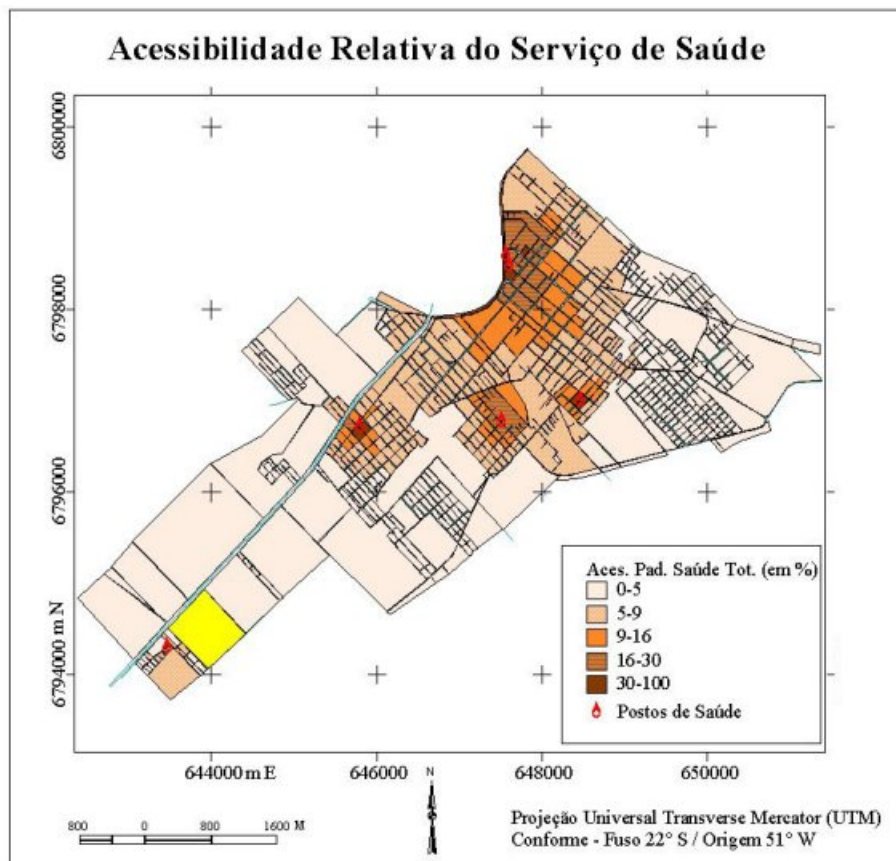 Acessibilidade Relativa do Serviço de Saúde
6800000
6798000
6796000
6794000 m N
Aces. Pad. Saúde Tot. (em %)
0-5
5-9
9-16
16-30
30-100
Postos de Saúde
644000 m E
646000
648000
650000
N
800
0
800
1600 M
Projeção Universal Transverse Mercator (UTM)
Conforme - Fuso 22° S / Origem 51° W